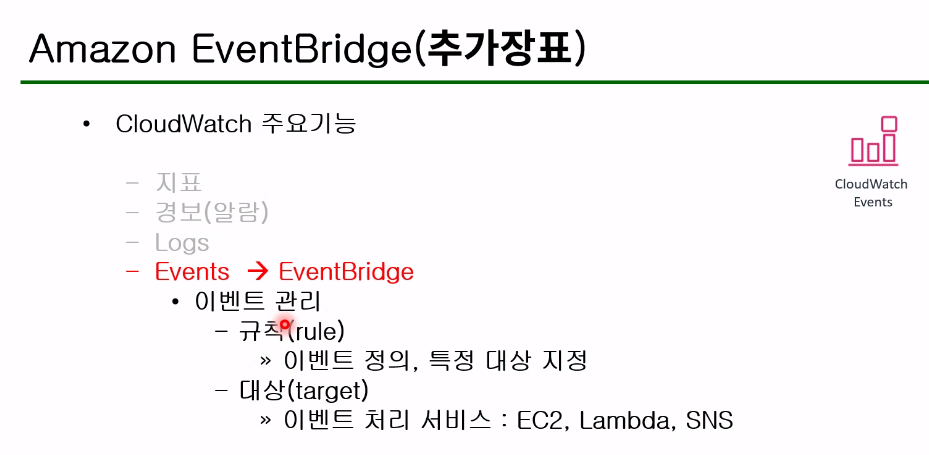 Amazon EventBridge(추가장표)
• CloudWatch 주요기능
– 지표
– 경보(알람)
– Logs
– Events → EventBridge
• 이벤트 관리
– 규칙(rule)
» 이벤트 정의, 특정 대상 지정
– 대상(target)
» 이벤트 처리 서비스 : EC2, Lambda, SNS
CloudWatch
Events